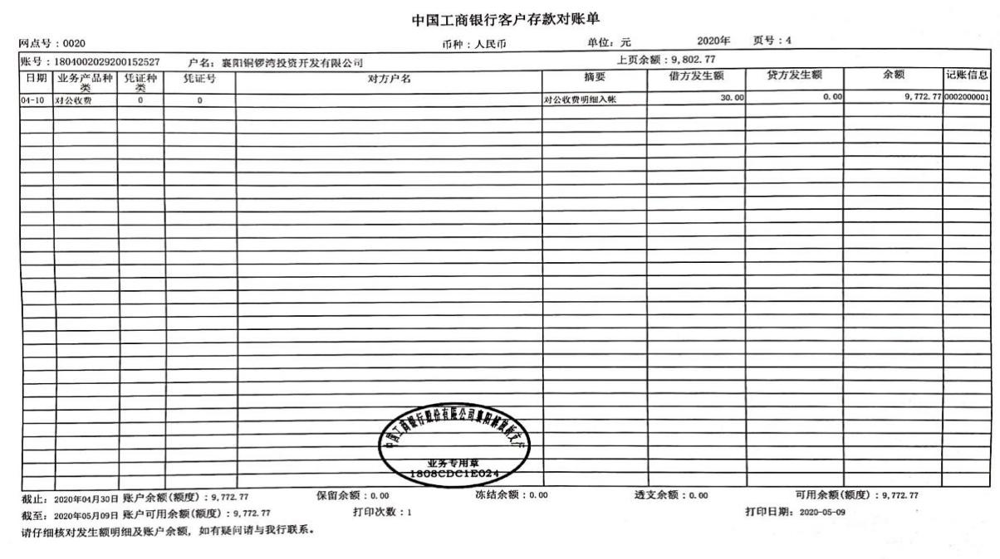 中国工商银行客户存款对账单
网点号：0020 币种：人民币 单位：元 2020年 页号：4
账号：1804002029200152527 户名：襄阳铜锣湾投资开发有限公司 上页余额：9,802.77
日期 业务产品种类 凭证种类 凭证号 对方户名 摘要 借方发生额 贷方发生额 余额 记账信息
04-10 对公收费 0 0 对公收费明细入帐 30.00 0.00 9,772.77 0002000001
中国工商银行股份有限公司襄阳解放桥支行
业务专用章
1808CDC1E024
截止：2020年04月30日 账户余额(额度)：9,772.77 保留余额：0.00 冻结余额：0.00 透支余额：0.00 可用余额(额度)：9,772.77
截至：2020年05月09日 账户可用余额(额度)：9,772.77 打印次数：1 打印日期：2020-05-09
请仔细核对发生额明细及账户余额，如有疑问请与我行联系。